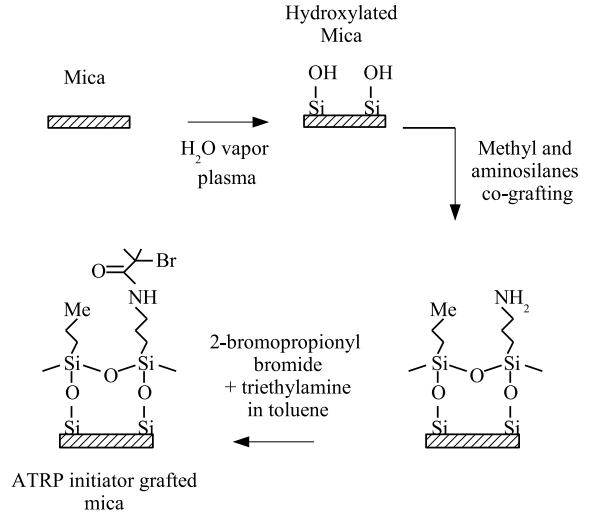 Mica
H₂O vapor
plasma
Hydroxylated
Mica
OH OH
Si Si
Methyl and
aminosilanes
co-grafting
Me NH₂
Si Si
O
O O
Si Si
2-bromopropionyl
bromide
+ triethylamine
in toluene
Br
O
NH
Me
Si Si
O
O O
Si Si
ATRP initiator grafted
mica